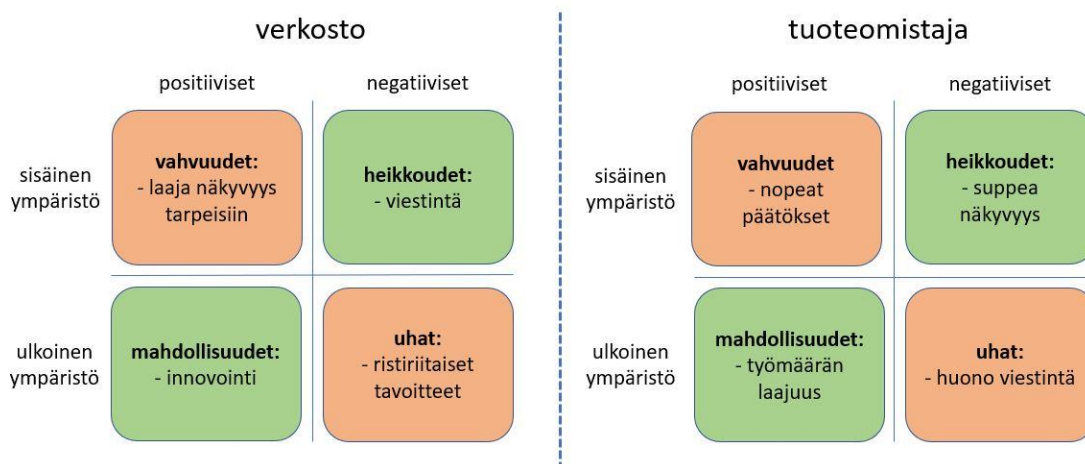 verkosto
positiiviset
negatiiviset
sisäinen
ympäristö
vahvuudet:
- laaja näkyvyys
tarpeisiin
heikkoudet:
- viestintä
ulkoinen
ympäristö
mahdollisuudet:
- innovointi
uhat:
- ristiriitaiset
tavoitteet
tuoteomistaja
positiiviset
negatiiviset
sisäinen
ympäristö
vahvuudet
- nopeat
päätökset
heikkoudet:
- suppea
näkyvyys
ulkoinen
ympäristö
mahdollisuudet:
- työmäärän
laajuus
uhat:
- huono viestintä